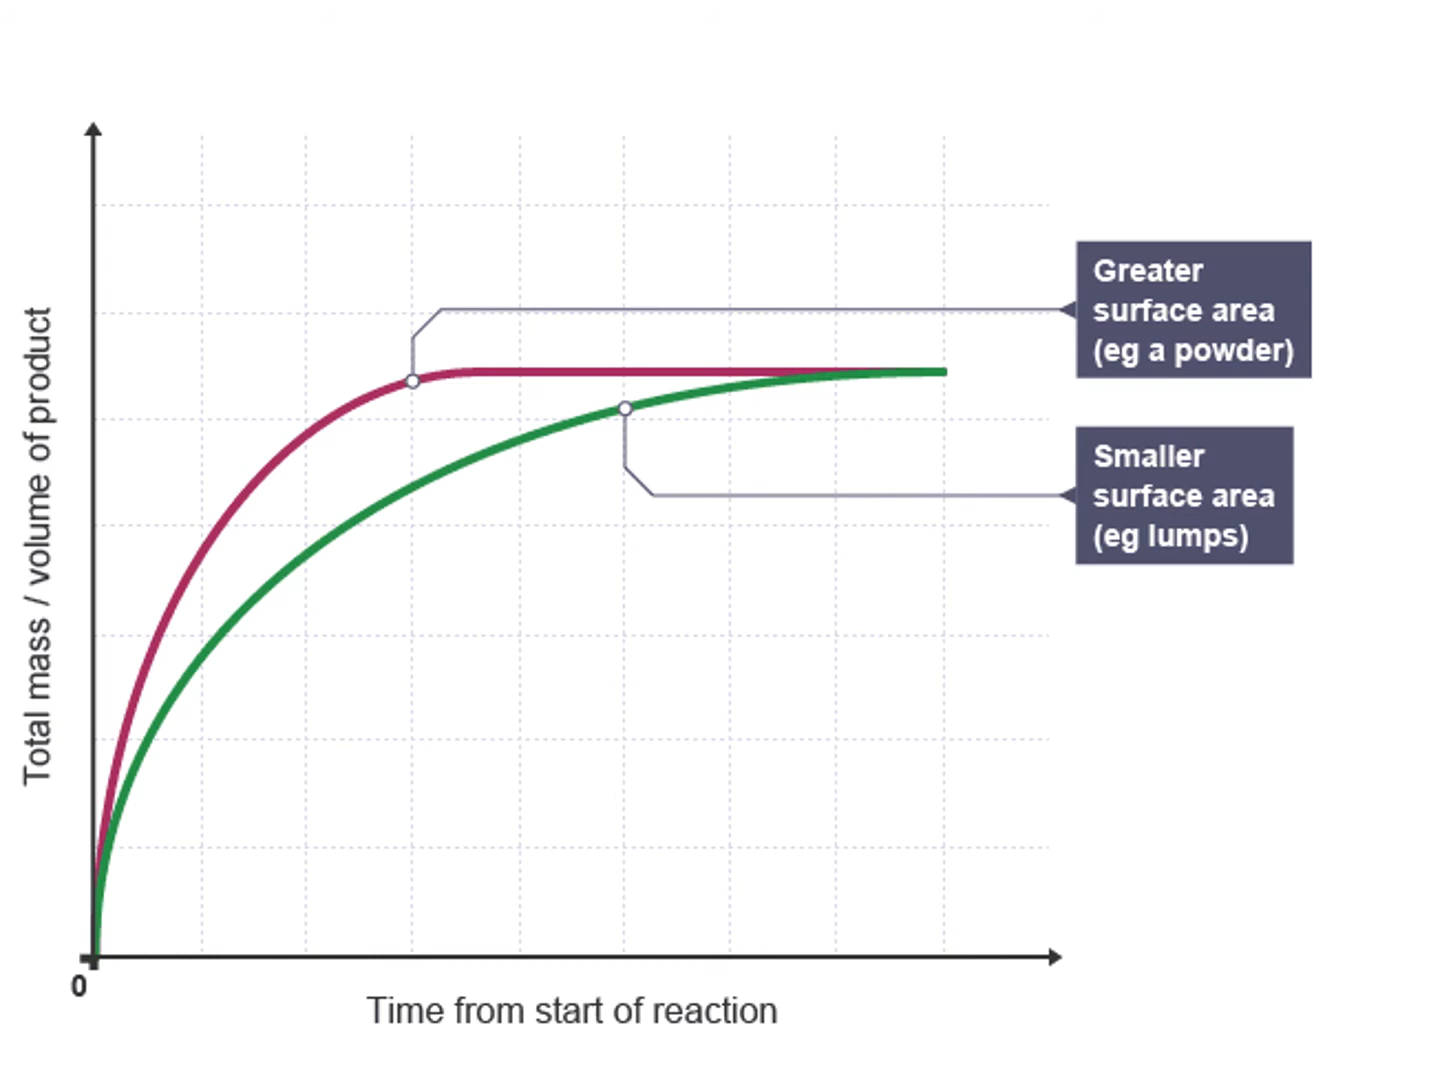 Total mass / volume of product
Greater
surface area
(eg a powder)
Smaller
surface area
(eg lumps)
0
Time from start of reaction